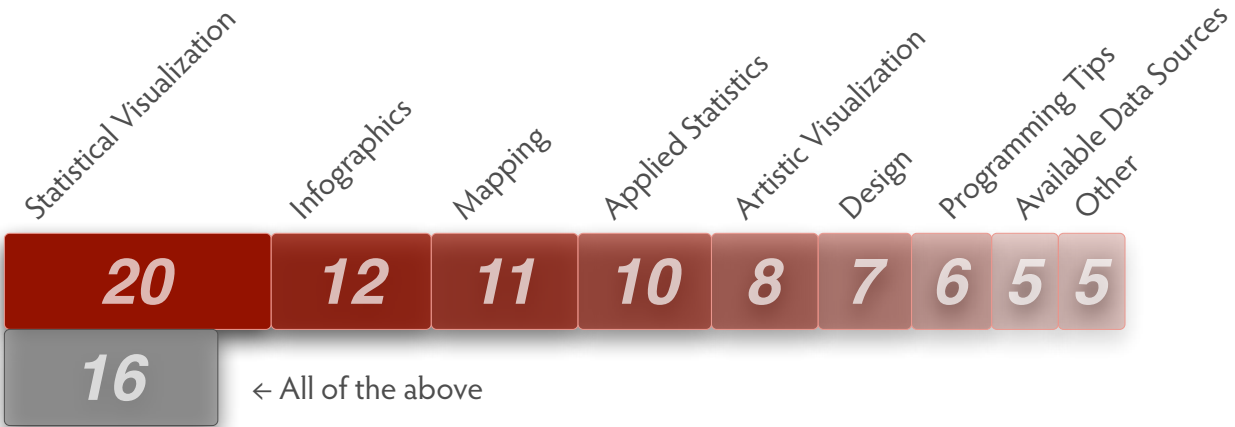 Statistical Visualization
Infographics
Mapping
Applied Statistics
Artistic Visualization
Design
Programming Tips
Available Data Sources
Other
20
12
11
10
8
7
6
5
5
16
← All of the above